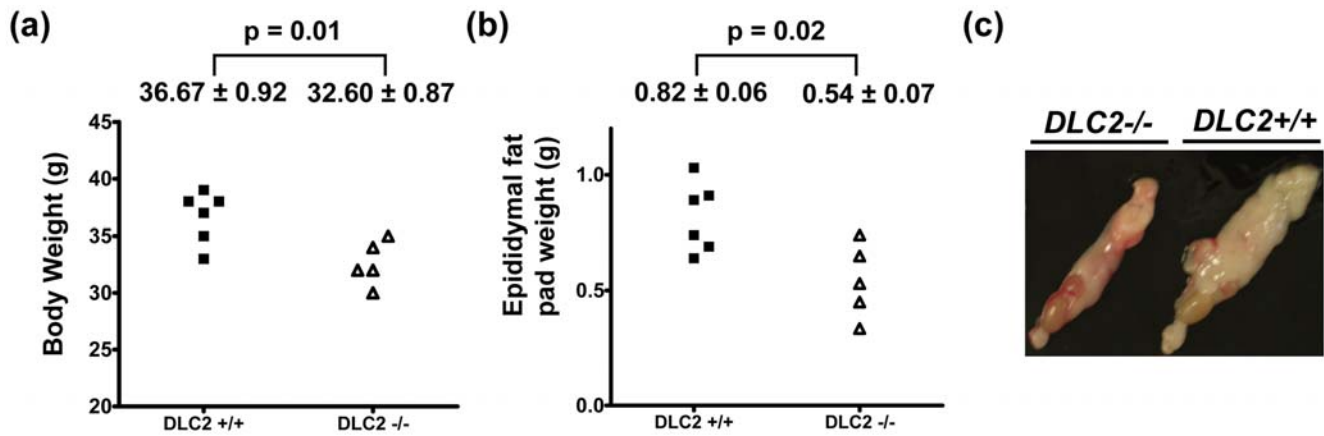 (a)
p = 0.01
36.67 ± 0.92 32.60 ± 0.87
Body Weight (g)
45
40
35
30
25
20
DLC2 +/+ DLC2 -/-
(b)
p = 0.02
0.82 ± 0.06 0.54 ± 0.07
Epididymal fat
pad weight (g)
1.0
0.5
0.0
DLC2 +/+ DLC2 -/-
(c)
DLC2-/- DLC2+/+